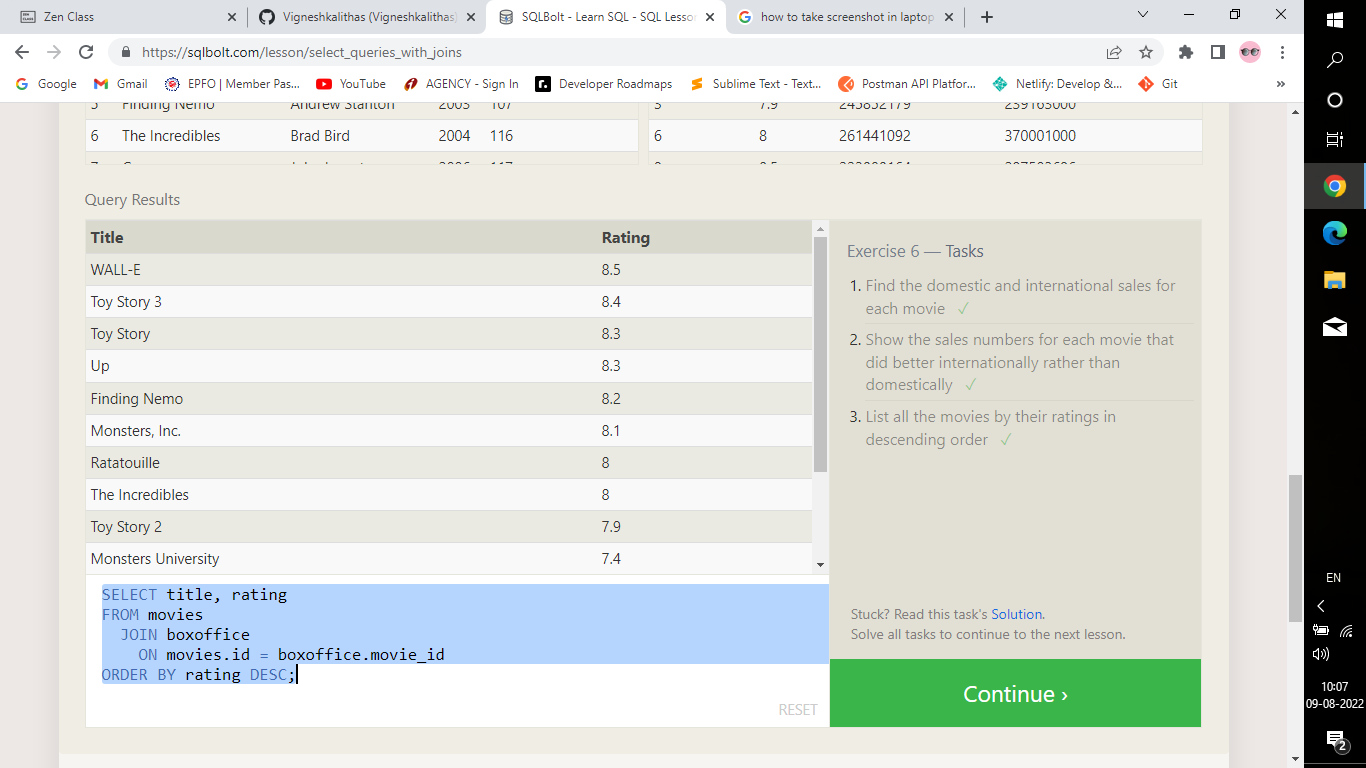 Zen Class
Vigneshkalithas (Vigneshkalithas)
SQLBolt - Learn SQL - SQL Lesso
how to take screenshot in laptop
https://sqlbolt.com/lesson/select_queries_with_joins
Google
Gmail
EPFO | Member Pas...
YouTube
AGENCY - Sign In
Developer Roadmaps
Sublime Text - Text...
Postman API Platfor...
Netlify: Develop &...
Git
»
5 Finding Nemo Andrew Stanton 2003 107
5 7.9 245852179 239163000
6 The Incredibles Brad Bird 2004 116
6 8 261441092 370001000
Query Results
Title Rating
WALL-E 8.5
Toy Story 3 8.4
Toy Story 8.3
Up 8.3
Finding Nemo 8.2
Monsters, Inc. 8.1
Ratatouille 8
The Incredibles 8
Toy Story 2 7.9
Monsters University 7.4
SELECT title, rating
FROM movies
JOIN boxoffice
ON movies.id = boxoffice.movie_id
ORDER BY rating DESC;
RESET
Exercise 6 — Tasks
1. Find the domestic and international sales for
each movie ✓
2. Show the sales numbers for each movie that
did better internationally rather than
domestically ✓
3. List all the movies by their ratings in
descending order ✓
Stuck? Read this task's Solution.
Solve all tasks to continue to the next lesson.
Continue ›
EN
10:07
09-08-2022
2